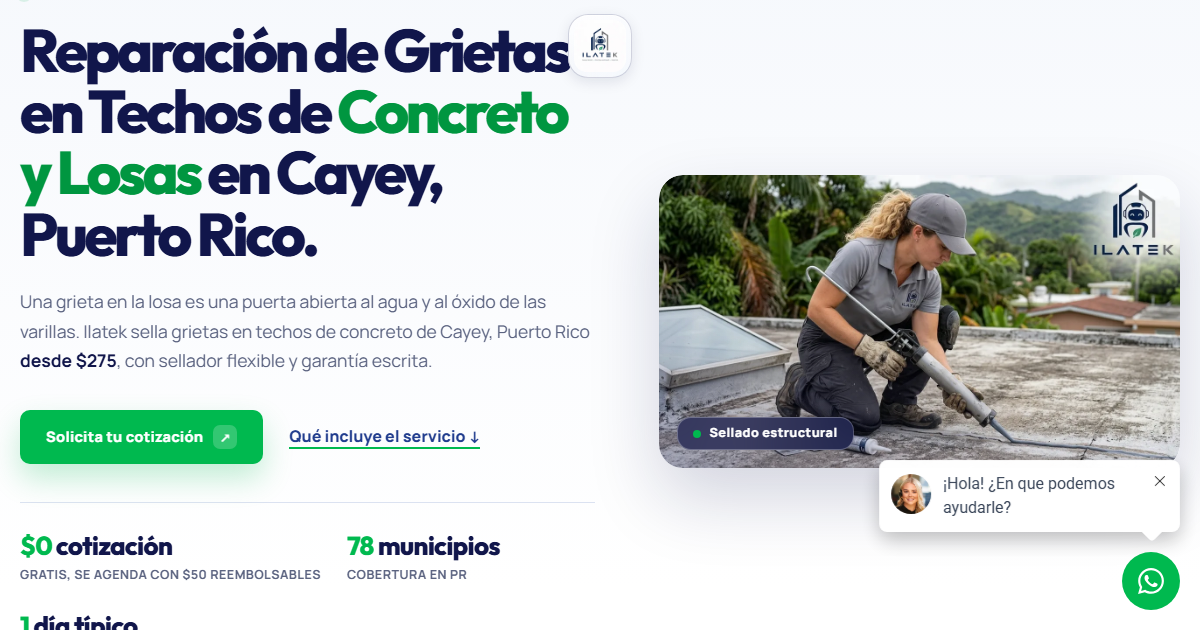 Reparación de Grietas
en Techos de Concreto
y Losas en Cayey,
Puerto Rico.
ILATEK
Una grieta en la losa es una puerta abierta al agua y al óxido de las
varillas. Ilatek sella grietas en techos de concreto de Cayey, Puerto Rico
desde $275, con sellador flexible y garantía escrita.
Solicita tu cotización ↗
Qué incluye el servicio ↓
$0 cotización
GRATIS, SE AGENDA CON $50 REEMBOLSABLES
78 municipios
COBERTURA EN PR
1 día típico
ILATEK
Sellado estructural
¡Hola! ¿En que podemos
ayudarle?